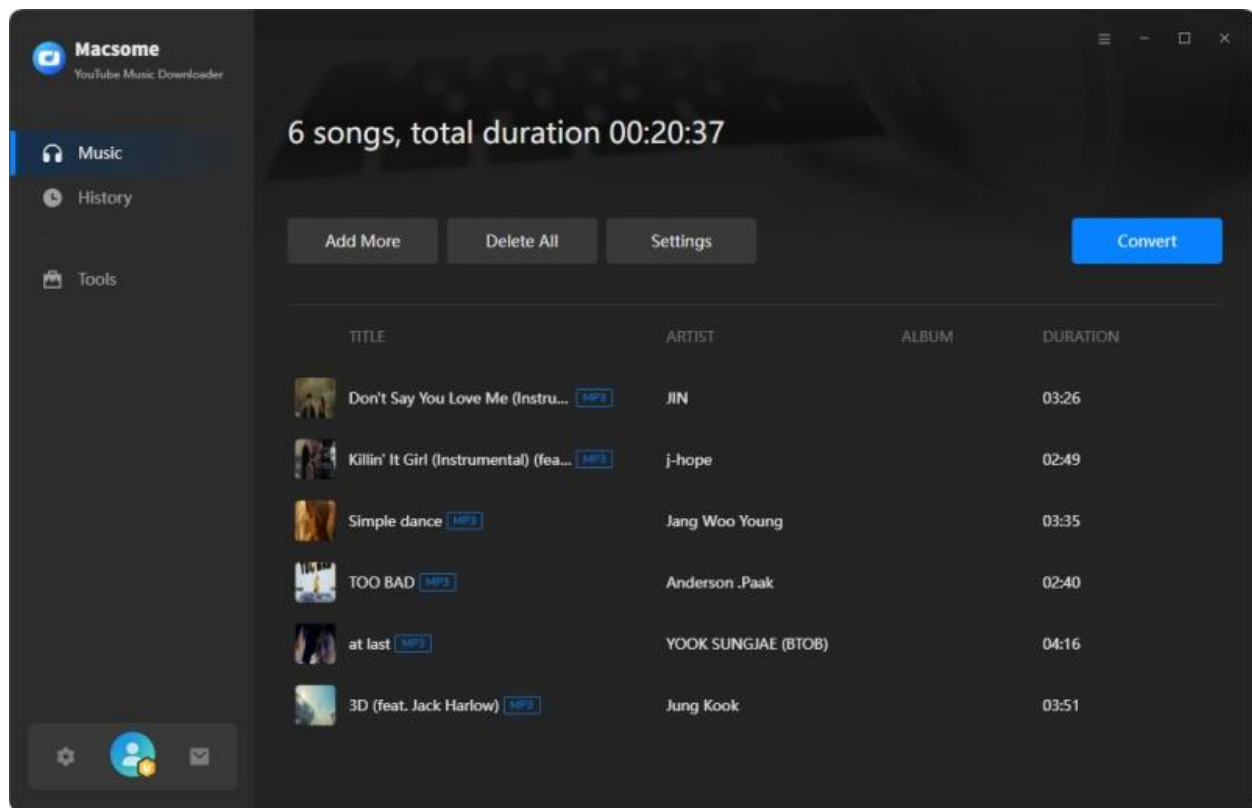 Macsome
YouTube Music Downloader
Music
History
Tools
6 songs, total duration 00:20:37
Add More Delete All Settings Convert
TITLE ARTIST ALBUM DURATION
Don't Say You Love Me (Instru... MP3 JIN 03:26
Killin' It Girl (Instrumental) (fea... MP3 j-hope 02:49
Simple dance MP3 Jang Woo Young 03:35
TOO BAD MP3 Anderson .Paak 02:40
at last MP3 YOOK SUNGJAE (BTOB) 04:16
3D (feat. Jack Harlow) MP3 Jung Kook 03:51